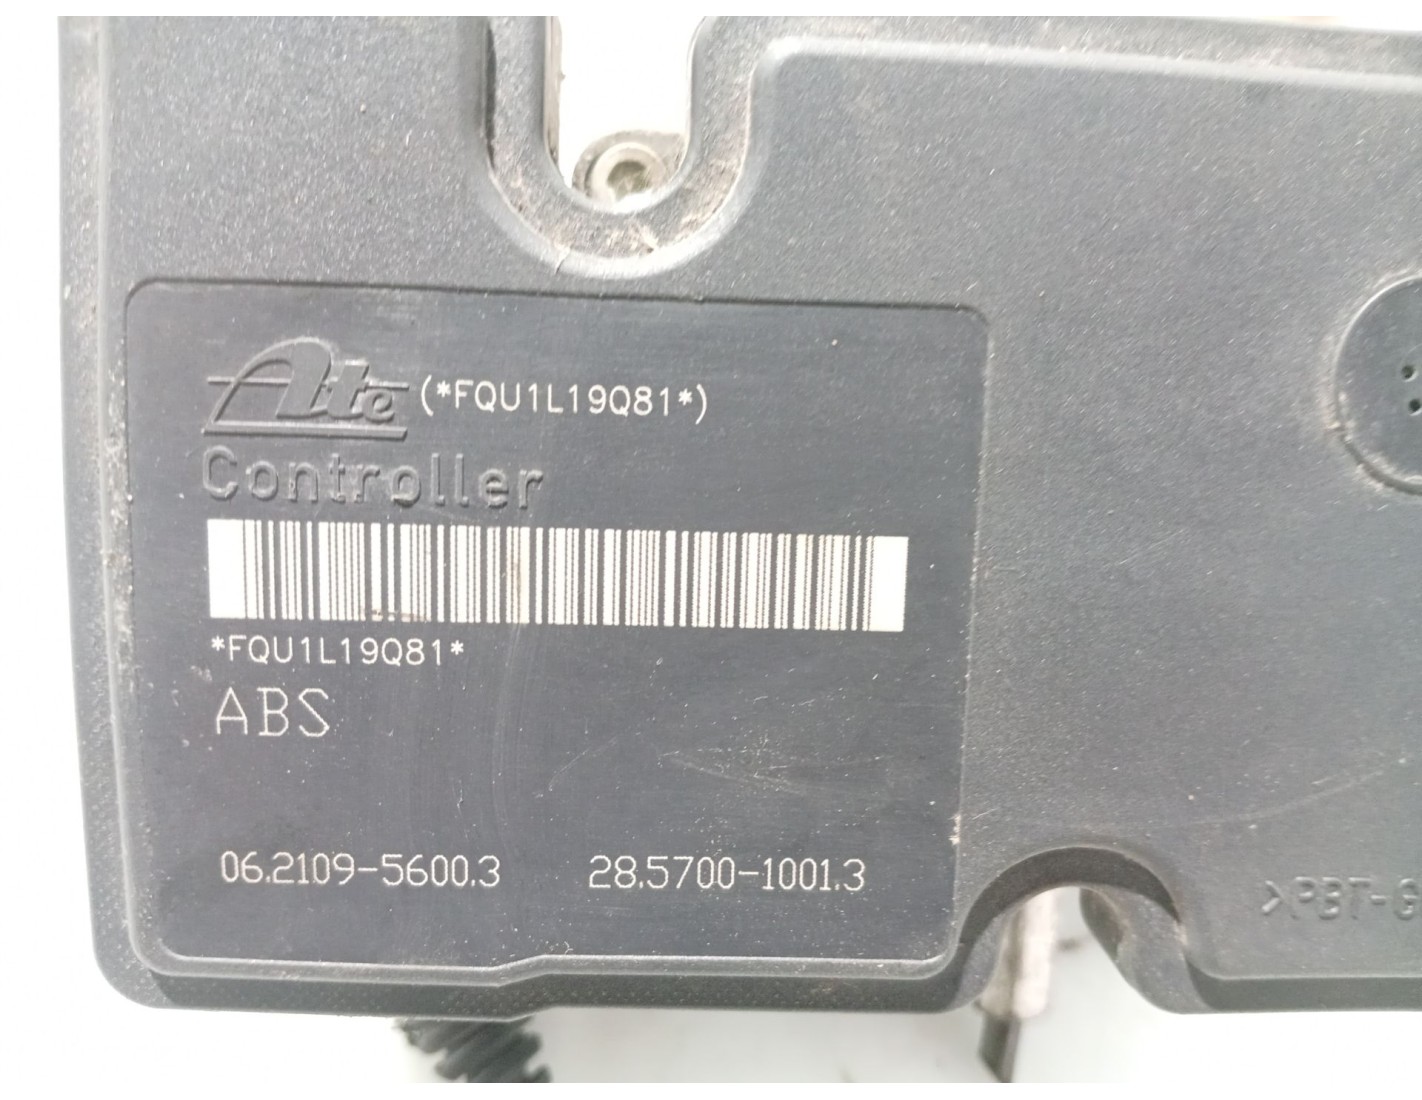 Ate (*FQU1L19Q81*)
Controller
*FQU1L19Q81*
ABS
06.2109-5600.3 28.5700-1001.3
>PBT-G